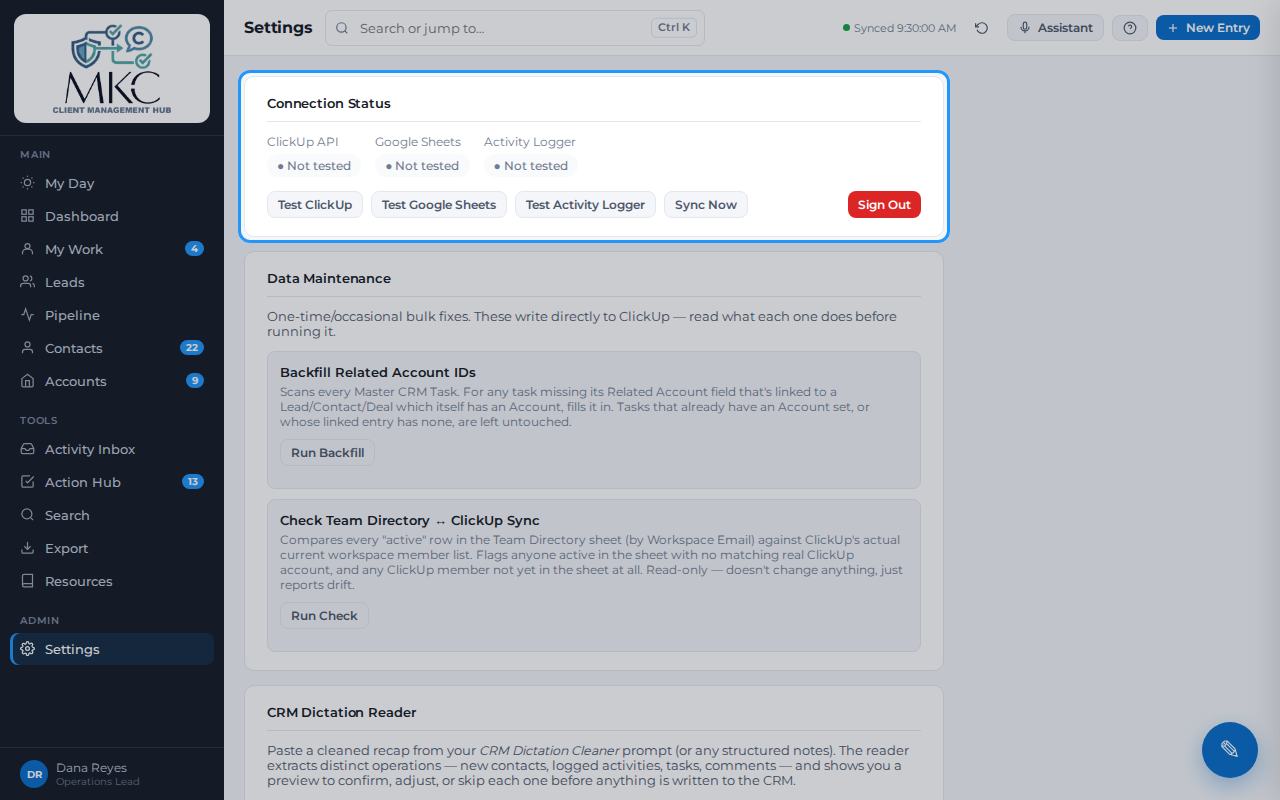 MKC
CLIENT MANAGEMENT HUB
MAIN
My Day
Dashboard
My Work 4
Leads
Pipeline
Contacts 22
Accounts 9
TOOLS
Activity Inbox
Action Hub 13
Search
Export
Resources
ADMIN
Settings
DR
Dana Reyes
Operations Lead
Settings
Search or jump to... Ctrl K
Synced 9:30:00 AM
Assistant
+ New Entry
Connection Status
ClickUp API Google Sheets Activity Logger
● Not tested ● Not tested ● Not tested
Test ClickUp Test Google Sheets Test Activity Logger Sync Now Sign Out
Data Maintenance
One-time/occasional bulk fixes. These write directly to ClickUp — read what each one does before
running it.
Backfill Related Account IDs
Scans every Master CRM Task. For any task missing its Related Account field that's linked to a
Lead/Contact/Deal which itself has an Account, fills it in. Tasks that already have an Account set, or
whose linked entry has none, are left untouched.
Run Backfill
Check Team Directory ↔ ClickUp Sync
Compares every "active" row in the Team Directory sheet (by Workspace Email) against ClickUp's actual
current workspace member list. Flags anyone active in the sheet with no matching real ClickUp
account, and any ClickUp member not yet in the sheet at all. Read-only — doesn't change anything, just
reports drift.
Run Check
CRM Dictation Reader
Paste a cleaned recap from your CRM Dictation Cleaner prompt (or any structured notes). The reader
extracts distinct operations — new contacts, logged activities, tasks, comments — and shows you a
preview to confirm, adjust, or skip each one before anything is written to the CRM.